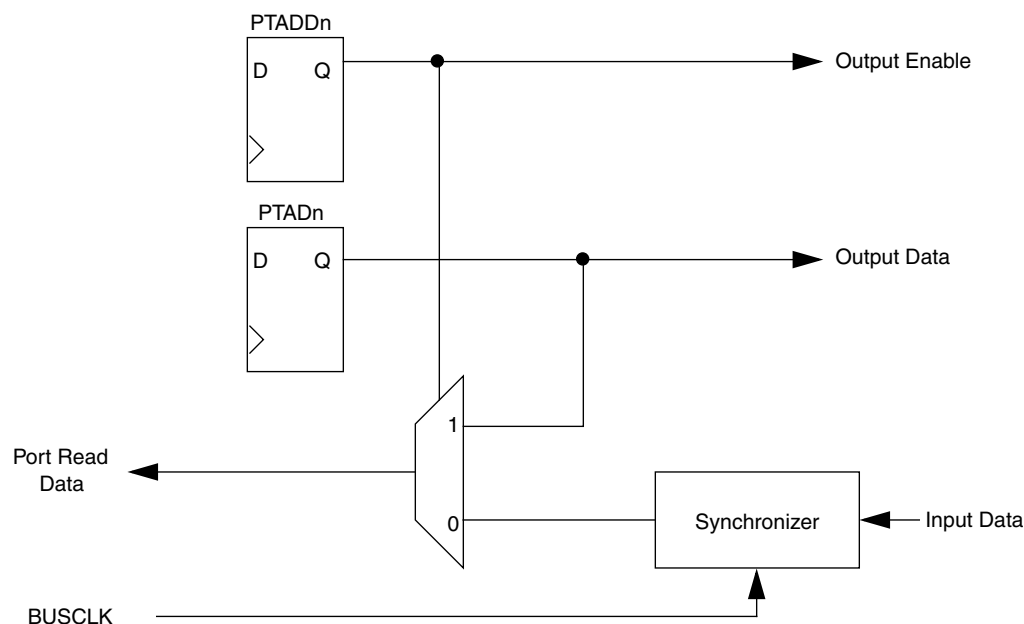 PTADDn
D Q
Output Enable
PTADn
D Q
Output Data
1
Port Read
Data
0
Synchronizer
Input Data
BUSCLK